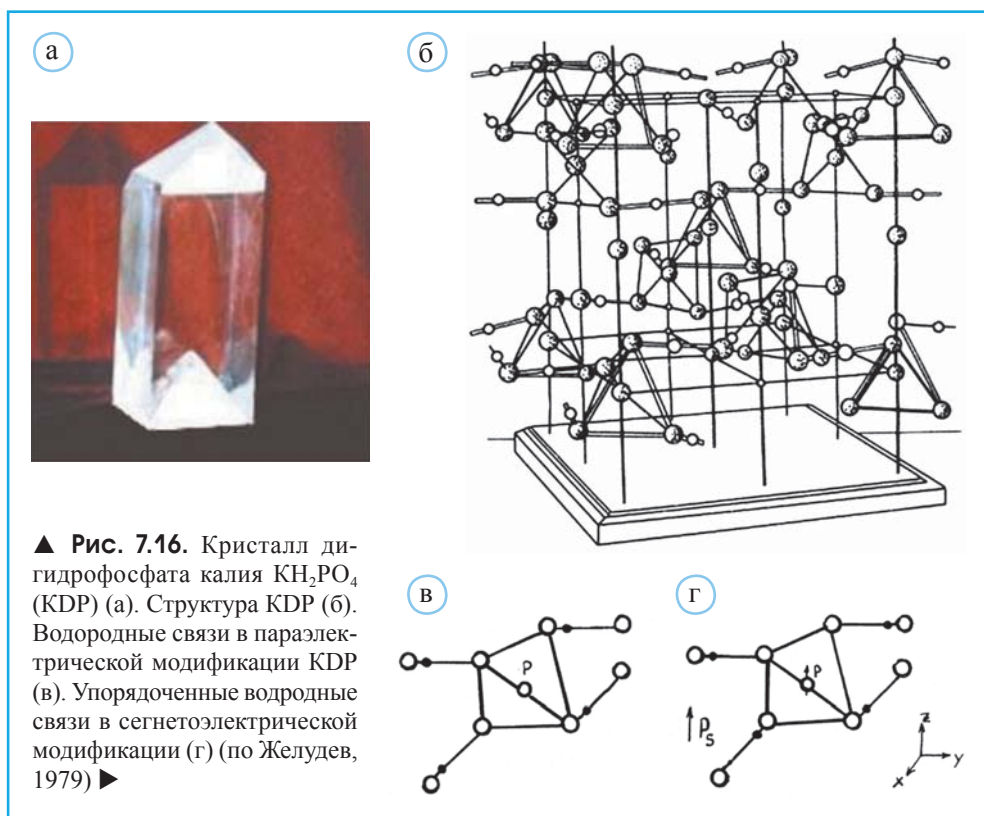 а
б
▲ Рис. 7.16. Кристалл ди-
гидрофосфата калия KH₂PO₄
(KDP) (а). Структура KDP (б).
Водородные связи в параэлек-
трической модификации KDP
(в). Упорядоченные водродные
связи в сегнетоэлектрической
модификации (г) (по Желудев,
1979) ▶
в
г
P
P
Ps
z
y
x